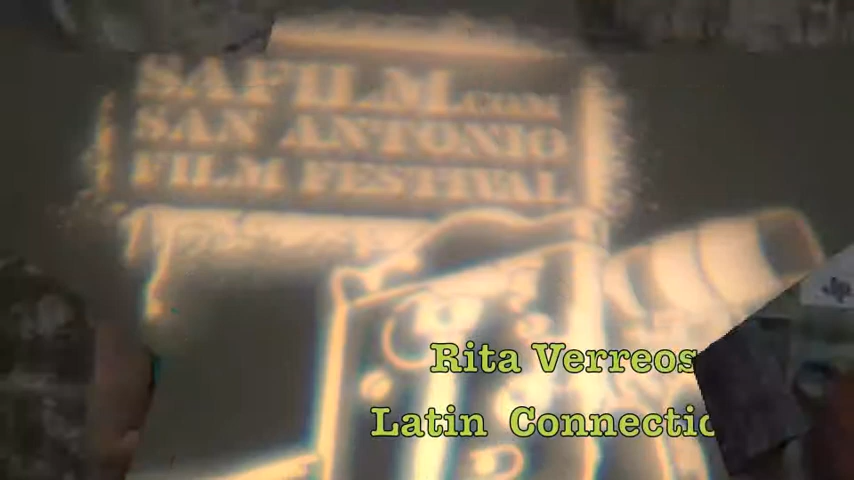 SAFILM.COM
SAN ANTONIO
FILM FESTIVAL
Rita Verreos
Latin Connectio